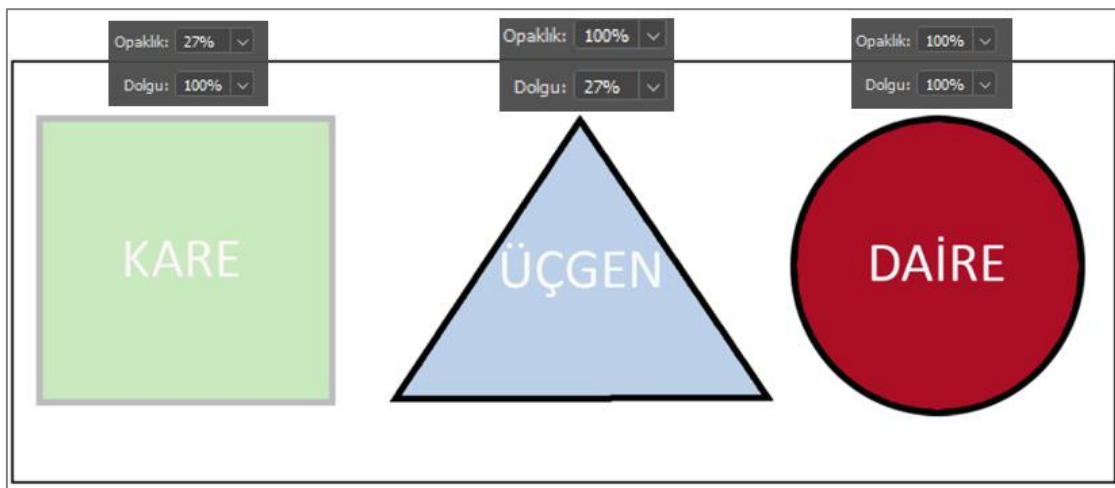 Opaklık: 27%
Dolgu: 100%
KARE
Opaklık: 100%
Dolgu: 27%
ÜÇGEN
Opaklık: 100%
Dolgu: 100%
DAİRE